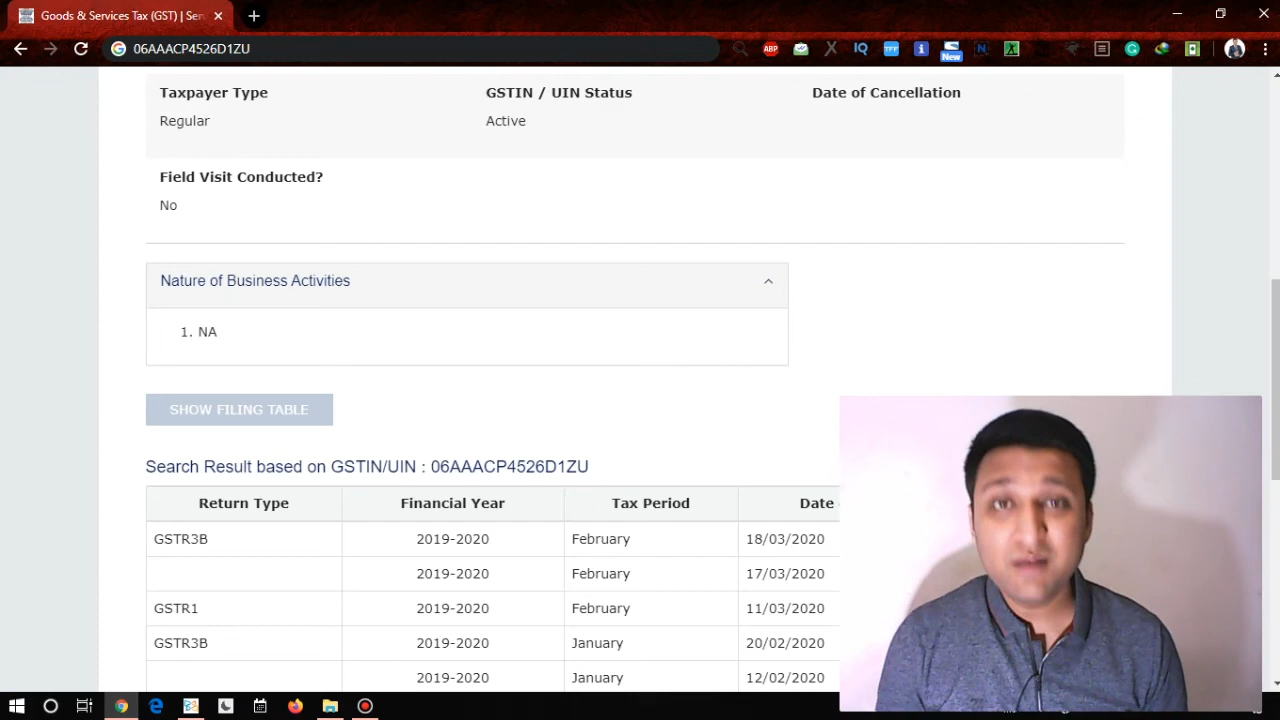 Goods & Services Tax (GST) | Ser
06AAACP4526D1ZU
ABP
X
IQ
TFF
i
New
N
G
Taxpayer Type GSTIN / UIN Status Date of Cancellation
Regular Active
Field Visit Conducted?
No
Nature of Business Activities
1. NA
SHOW FILING TABLE
Search Result based on GSTIN/UIN : 06AAACP4526D1ZU
Return Type Financial Year Tax Period Date
GSTR3B 2019-2020 February 18/03/2020
2019-2020 February 17/03/2020
GSTR1 2019-2020 February 11/03/2020
GSTR3B 2019-2020 January 20/02/2020
2019-2020 January 12/02/2020